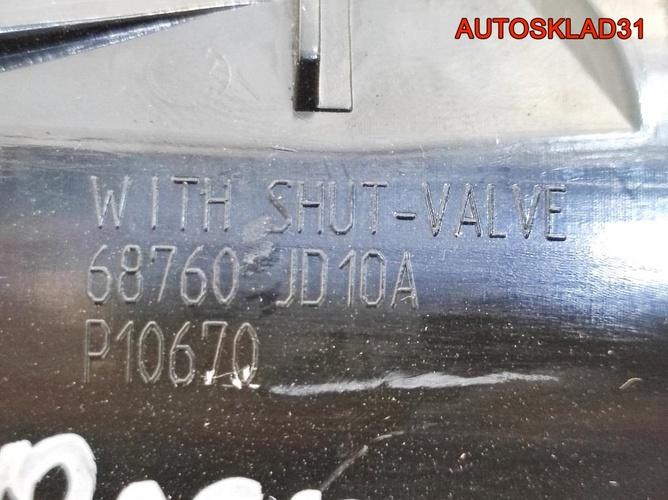 AUTOSKLAD31
WITH SHUT-VALVE
68760 JD10A
P10670